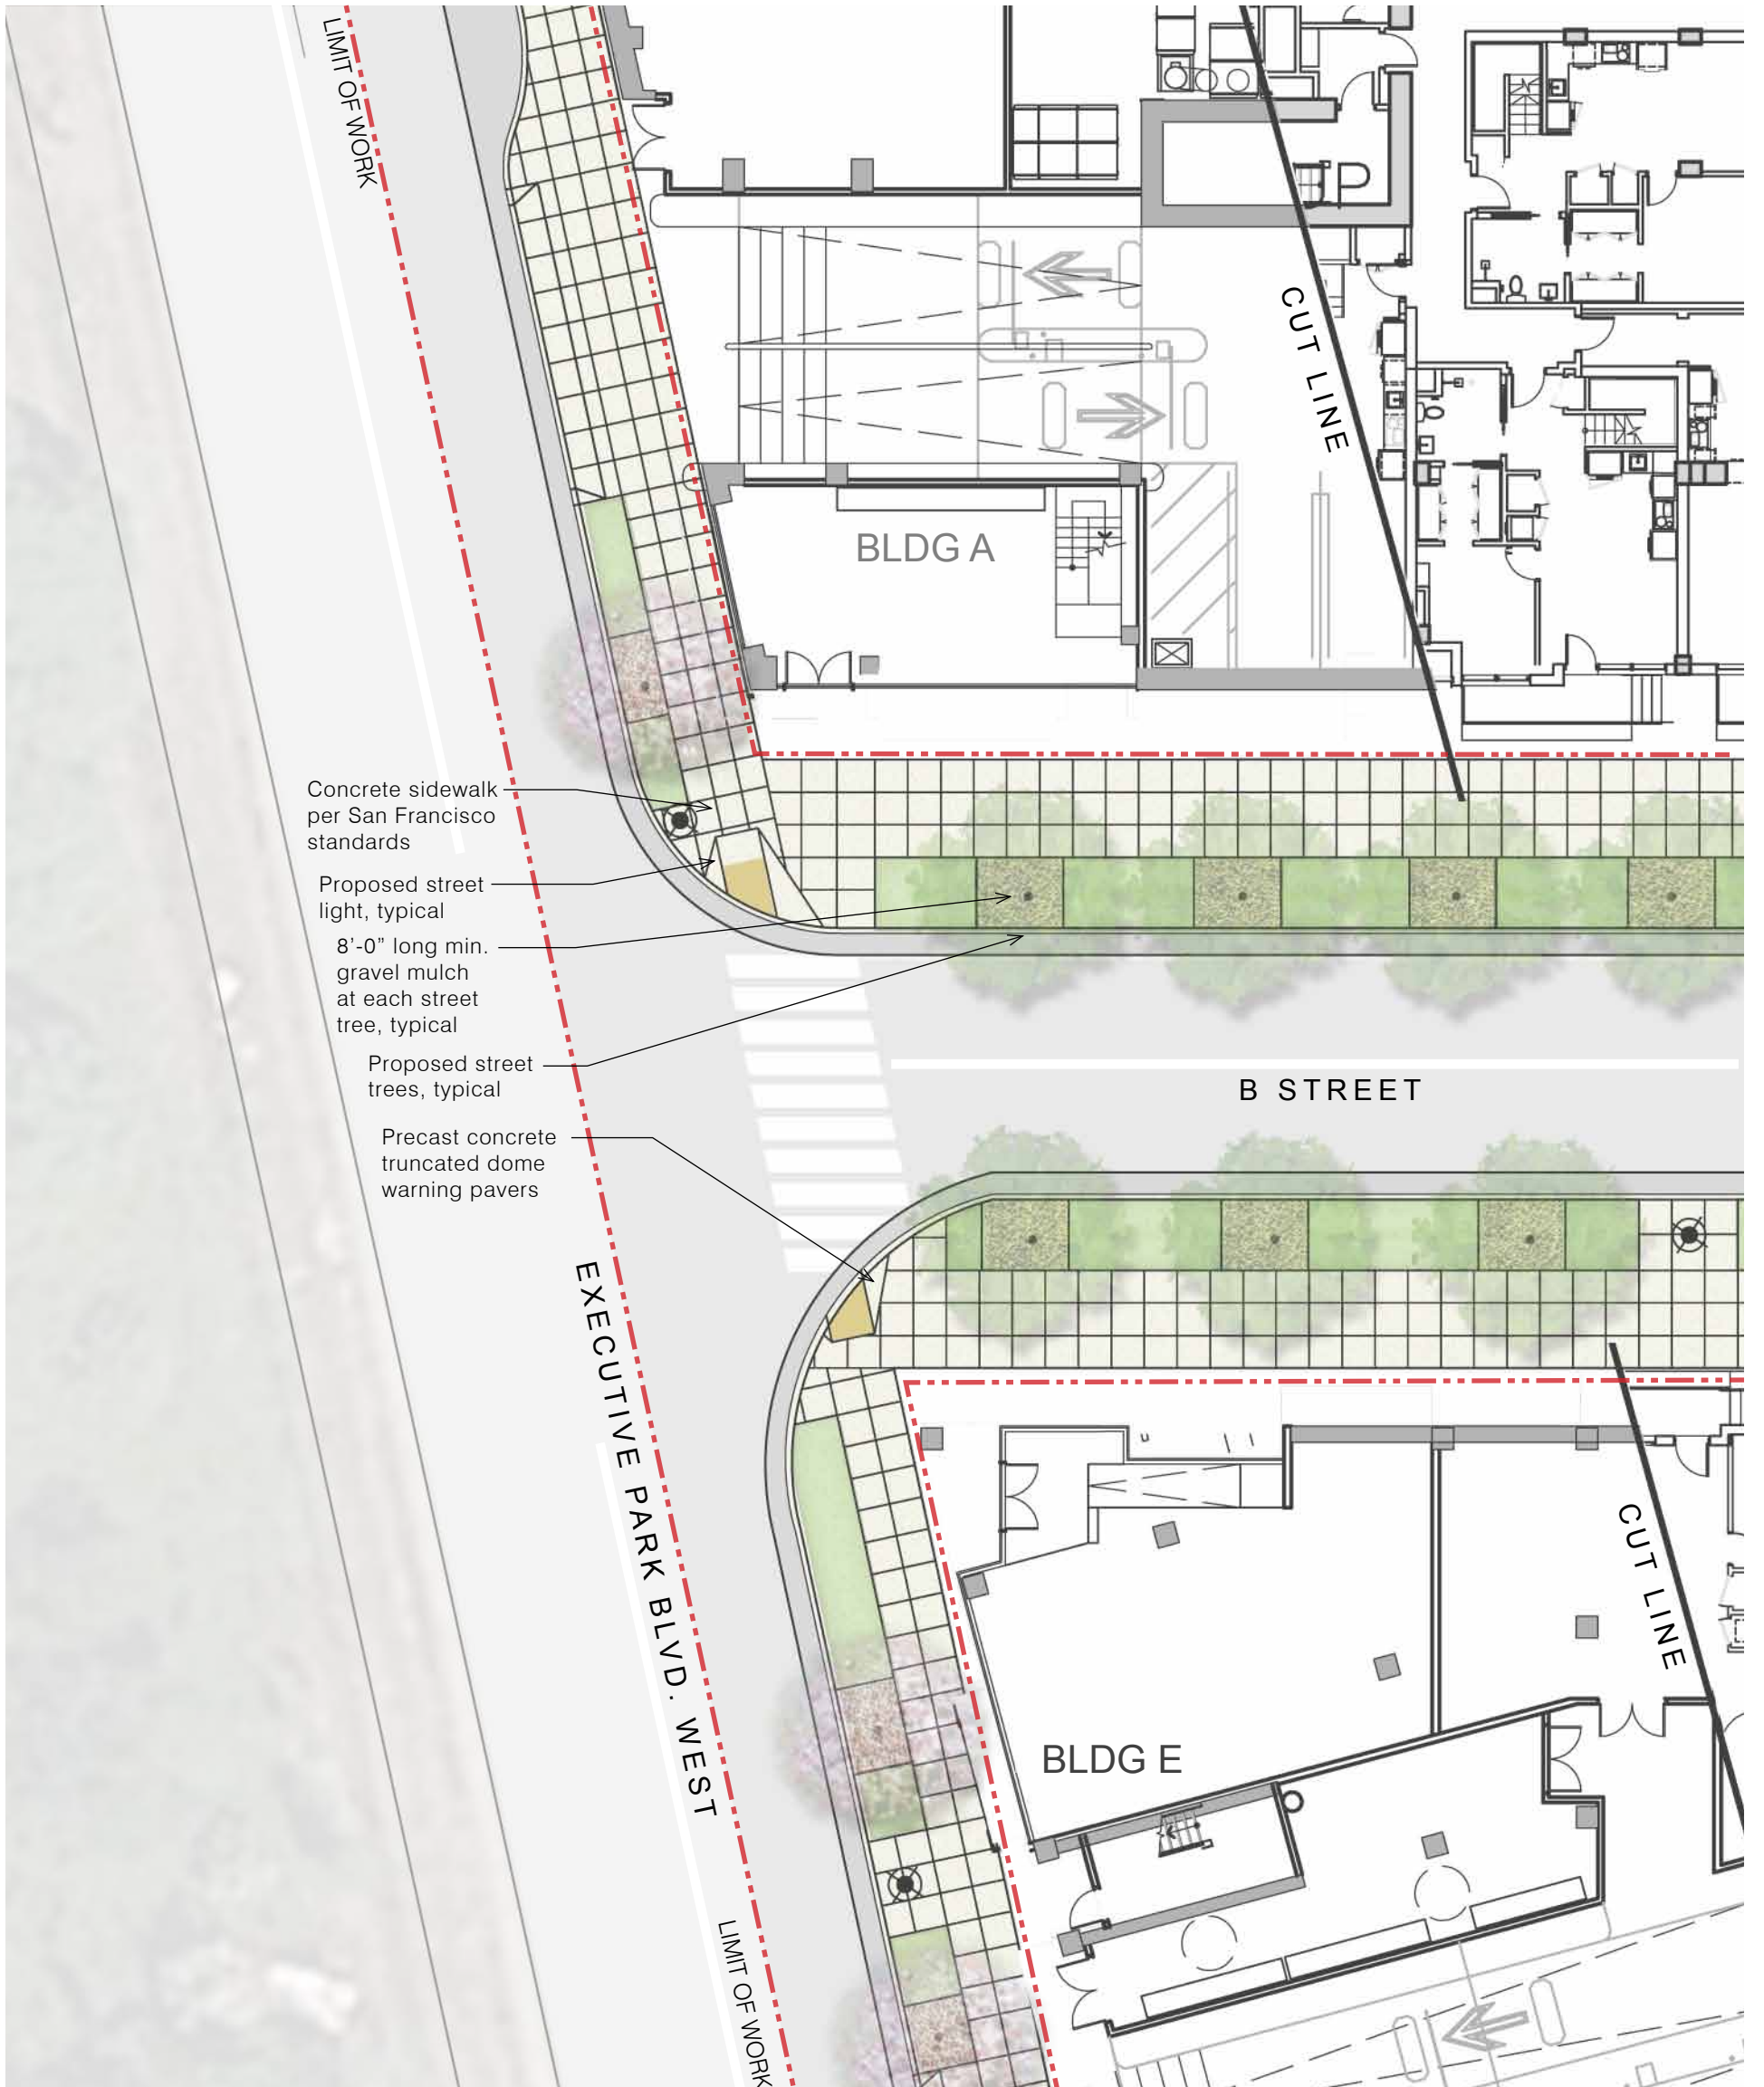 LIMIT OF WORK
CUT LINE
BLDG A
Concrete sidewalk
per San Francisco
standards
Proposed street
light, typical
8'-0" long min.
gravel mulch
at each street
tree, typical
Proposed street
trees, typical
B STREET
Precast concrete
truncated dome
warning pavers
EXECUTIVE PARK BLVD. WEST
CUT LINE
BLDG E
LIMIT OF WORK